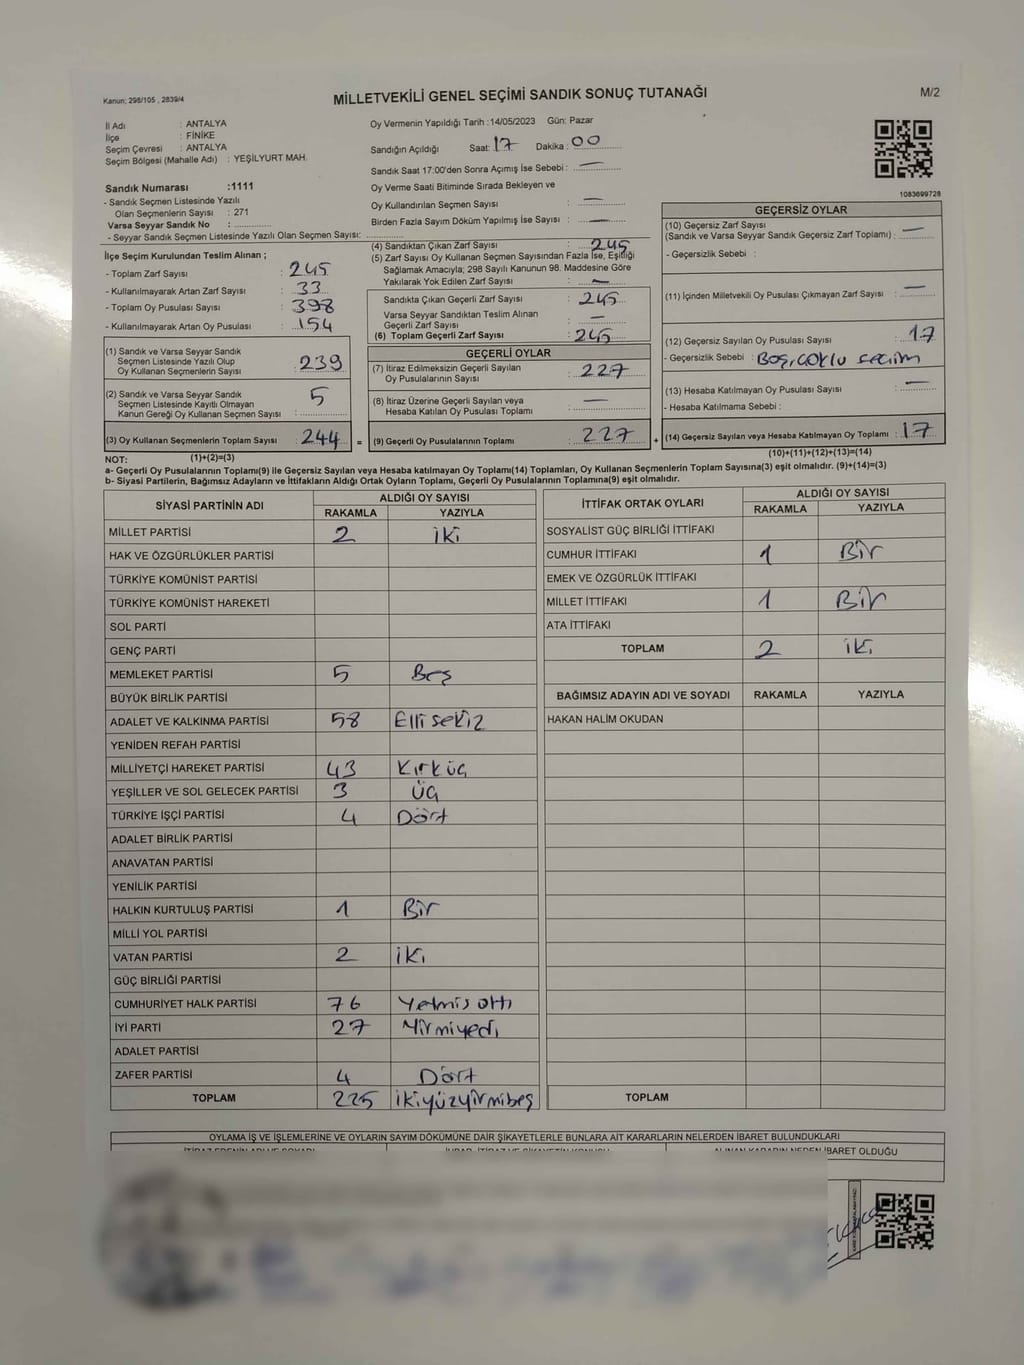 Kanun; 298/105 , 2839/4
MİLLETVEKİLİ GENEL SEÇİMİ SANDIK SONUÇ TUTANAĞI
M/2
İl Adı : ANTALYA
İlçe : FİNİKE
Seçim Çevresi : ANTALYA
Seçim Bölgesi (Mahalle Adı) : YEŞİLYURT MAH.
Sandık Numarası :1111
- Sandık Seçmen Listesinde Yazılı
Olan Seçmenlerin Sayısı : 271
Varsa Seyyar Sandık No :
- Seyyar Sandık Seçmen Listesinde Yazılı Olan Seçmen Sayısı:
Oy Vermenin Yapıldığı Tarih :14/05/2023 Gün: Pazar
Sandığın Açıldığı Saat: 17 Dakika : 00
Sandık Saat 17:00'den Sonra Açımış İse Sebebi : —
Oy Verme Saati Bitiminde Sırada Bekleyen ve
Oy Kullandırılan Seçmen Sayısı : —
Birden Fazla Sayım Döküm Yapılmış İse Sayısı : —
1083699728
İlçe Seçim Kurulundan Teslim Alınan ;
- Toplam Zarf Sayısı : 245
- Kullanılmayarak Artan Zarf Sayısı : 33
- Toplam Oy Pusulası Sayısı : 398
- Kullanılmayarak Artan Oy Pusulası : 154
(4) Sandıktan Çıkan Zarf Sayısı : 245
(5) Zarf Sayısı Oy Kullanan Seçmen Sayısından Fazla İse, Eşitliği
Sağlamak Amacıyla; 298 Sayılı Kanunun 98. Maddesine Göre
Yakılarak Yok Edilen Zarf Sayısı : —
Sandıkta Çıkan Geçerli Zarf Sayısı : 245
Varsa Seyyar Sandıktan Teslim Alınan
Geçerli Zarf Sayısı : —
(6) Toplam Geçerli Zarf Sayısı : 245
GEÇERSİZ OYLAR
(10) Geçersiz Zarf Sayısı
(Sandık ve Varsa Seyyar Sandık Geçersiz Zarf Toplamı) : —
- Geçersizlik Sebebi :
(11) İçinden Milletvekili Oy Pusulası Çıkmayan Zarf Sayısı : —
(12) Geçersiz Sayılan Oy Pusulası Sayısı : 17
- Geçersizlik Sebebi : Boş, çoklu seçim
(13) Hesaba Katılmayan Oy Pusulası Sayısı : —
- Hesaba Katılmama Sebebi :
(14) Geçersiz Sayılan veya Hesaba Katılmayan Oy Toplamı : 17
(10)+(11)+(12)+(13)=(14)
(1) Sandık ve Varsa Seyyar Sandık
Seçmen Listesinde Yazılı Olup
Oy Kullanan Seçmenlerin Sayısı : 239
(2) Sandık ve Varsa Seyyar Sandık
Seçmen Listesinde Kayıtlı Olmayan
Kanun Gereği Oy Kullanan Seçmen Sayısı : 5
(3) Oy Kullanan Seçmenlerin Toplam Sayısı : 244 =
GEÇERLİ OYLAR
(7) İtiraz Edilmeksizin Geçerli Sayılan
Oy Pusulalarının Sayısı : 227
(8) İtiraz Üzerine Geçerli Sayılan veya
Hesaba Katılan Oy Pusulası Toplamı : —
(9) Geçerli Oy Pusulalarının Toplamı : 227 +
NOT: (1)+(2)=(3)
a- Geçerli Oy Pusulalarının Toplamı(9) ile Geçersiz Sayılan veya Hesaba katılmayan Oy Toplamı(14) Toplamları, Oy Kullanan Seçmenlerin Toplam Sayısına(3) eşit olmalıdır. (9)+(14)=(3)
b- Siyasi Partilerin, Bağımsız Adayların ve İttifakların Aldığı Ortak Oyların Toplamı, Geçerli Oy Pusulalarının Toplamına(9) eşit olmalıdır.
SİYASİ PARTİNİN ADI ALDIĞI OY SAYISI
RAKAMLA YAZIYLA
MİLLET PARTİSİ 2 iki
HAK VE ÖZGÜRLÜKLER PARTİSİ
TÜRKİYE KOMÜNİST PARTİSİ
TÜRKİYE KOMÜNİST HAREKETİ
SOL PARTİ
GENÇ PARTİ
MEMLEKET PARTİSİ 5 Beş
BÜYÜK BİRLİK PARTİSİ
ADALET VE KALKINMA PARTİSİ 58 Elli sekiz
YENİDEN REFAH PARTİSİ
MİLLİYETÇİ HAREKET PARTİSİ 43 Kırk üç
YEŞİLLER VE SOL GELECEK PARTİSİ 3 Üç
TÜRKİYE İŞÇİ PARTİSİ 4 Dört
ADALET BİRLİK PARTİSİ
ANAVATAN PARTİSİ
YENİLİK PARTİSİ
HALKIN KURTULUŞ PARTİSİ 1 Bir
MİLLİ YOL PARTİSİ
VATAN PARTİSİ 2 iki
GÜÇ BİRLİĞİ PARTİSİ
CUMHURİYET HALK PARTİSİ 76 Yetmiş altı
İYİ PARTİ 27 Yirmiyedi
ADALET PARTİSİ
ZAFER PARTİSİ 4 Dört
TOPLAM 225 ikiyüzyirmibeş
İTTİFAK ORTAK OYLARI ALDIĞI OY SAYISI
RAKAMLA YAZIYLA
SOSYALİST GÜÇ BİRLİĞİ İTTİFAKI
CUMHUR İTTİFAKI 1 Bir
EMEK VE ÖZGÜRLÜK İTTİFAKI
MİLLET İTTİFAKI 1 Bir
ATA İTTİFAKI
TOPLAM 2 iki
BAĞIMSIZ ADAYIN ADI VE SOYADI RAKAMLA YAZIYLA
HAKAN HALİM OKUDAN
TOPLAM
OYLAMA İŞ VE İŞLEMLERİNE VE OYLARIN SAYIM DÖKÜMÜNE DAİR ŞİKAYETLERLE BUNLARA AİT KARARLARIN NELERDEN İBARET BULUNDUKLARI
ALINAN KARARIN NEDEN İBARET OLDUĞU